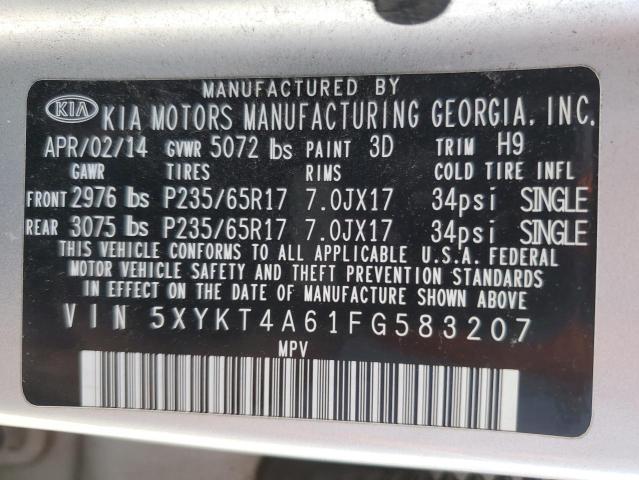 MANUFACTURED BY
KIA KIA MOTORS MANUFACTURING GEORGIA, INC.
APR/02/14 GVWR 5072 lbs PAINT 3D TRIM H9
GAWR TIRES RIMS COLD TIRE INFL
FRONT 2976 lbs P235/65R17 7.0JX17 34psi SINGLE
REAR 3075 lbs P235/65R17 7.0JX17 34psi SINGLE
THIS VEHICLE CONFORMS TO ALL APPLICABLE U.S.A. FEDERAL
MOTOR VEHICLE SAFETY AND THEFT PREVENTION STANDARDS
IN EFFECT ON THE DATE OF MANUFACTURE SHOWN ABOVE
VIN 5XYKT4A61FG583207
MPV